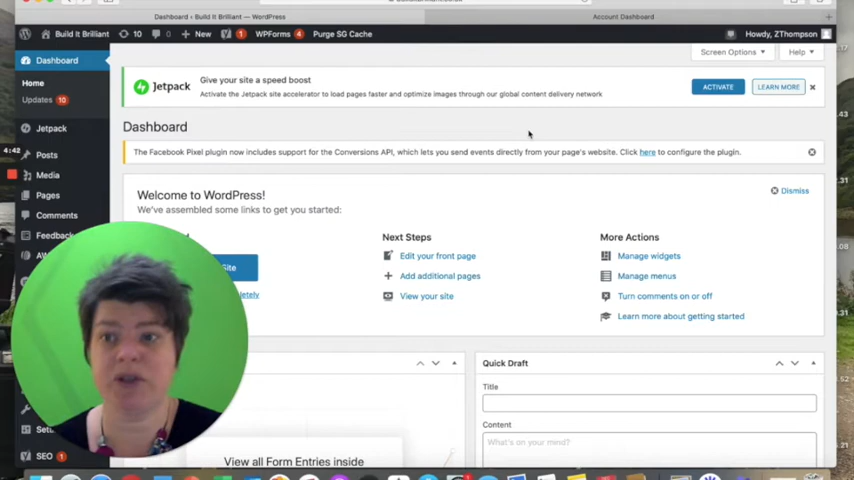 Dashboard ‹ Build It Brilliant — WordPress
Account Dashboard
Build It Brilliant
10
0
New
1
WPForms 4
Purge SG Cache
Howdy, ZThompson
Dashboard
Screen Options
Help
Home
Updates 10
Jetpack
Give your site a speed boost
Activate the Jetpack site accelerator to load pages faster and optimize images through our global content delivery network
ACTIVATE
LEARN MORE
Jetpack
Dashboard
4:42
Posts
The Facebook Pixel plugin now includes support for the Conversions API, which lets you send events directly from your page's website. Click here to configure the plugin.
Media
Pages
Welcome to WordPress!
Dismiss
We've assembled some links to get you started:
Comments
Feedback
Next Steps
More Actions
Edit your front page
Manage widgets
Site
Add additional pages
Manage menus
View your site
Turn comments on or off
Learn more about getting started
Quick Draft
Title
Content
What's on your mind?
SEO 1
View all Form Entries inside